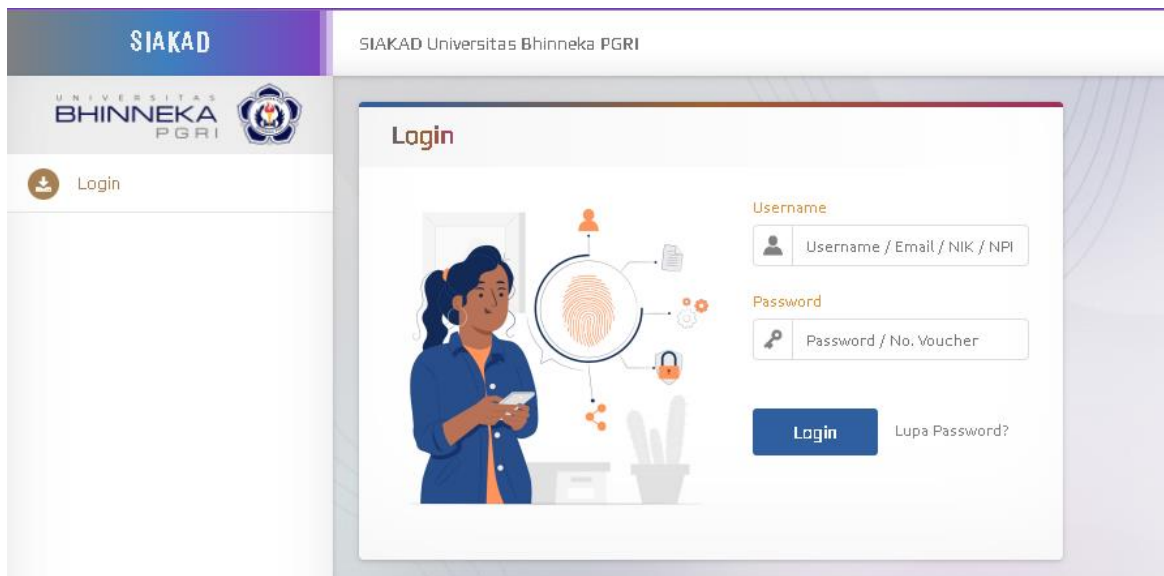 SIAKAD
SIAKAD Universitas Bhinneka PGRI
UNIVERSITAS
BHINNEKA
PGRI
Login
Login
Username
Username / Email / NIK / NPI
Password
Password / No. Voucher
Login
Lupa Password?